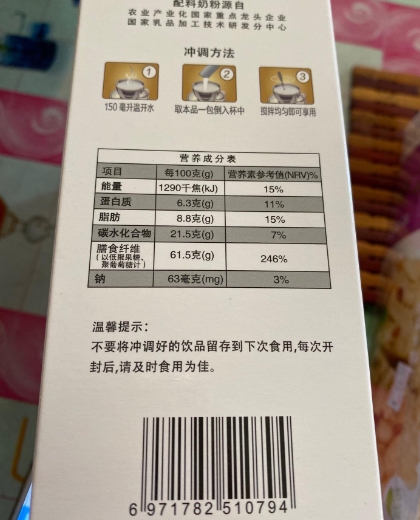 配料奶粉源自
农业产业化国家重点龙头企业
国家乳品加工技术研发分中心
冲调方法
1 2 3
150毫升温开水 取本品一包倒入杯中 搅拌均匀即可享用
营养成分表
项目 每100克(g) 营养素参考值(NRV)%
能量 1290千焦(kJ) 15%
蛋白质 6.3克(g) 11%
脂肪 8.8克(g) 15%
碳水化合物 21.5克(g) 7%
膳食纤维 61.5克(g) 246%
(以低聚果糖、
聚葡萄糖计)
钠 63毫克(mg) 3%
温馨提示:
不要将冲调好的饮品留存到下次食用,每次开
封后,请及时食用为佳。
6 971782 510794